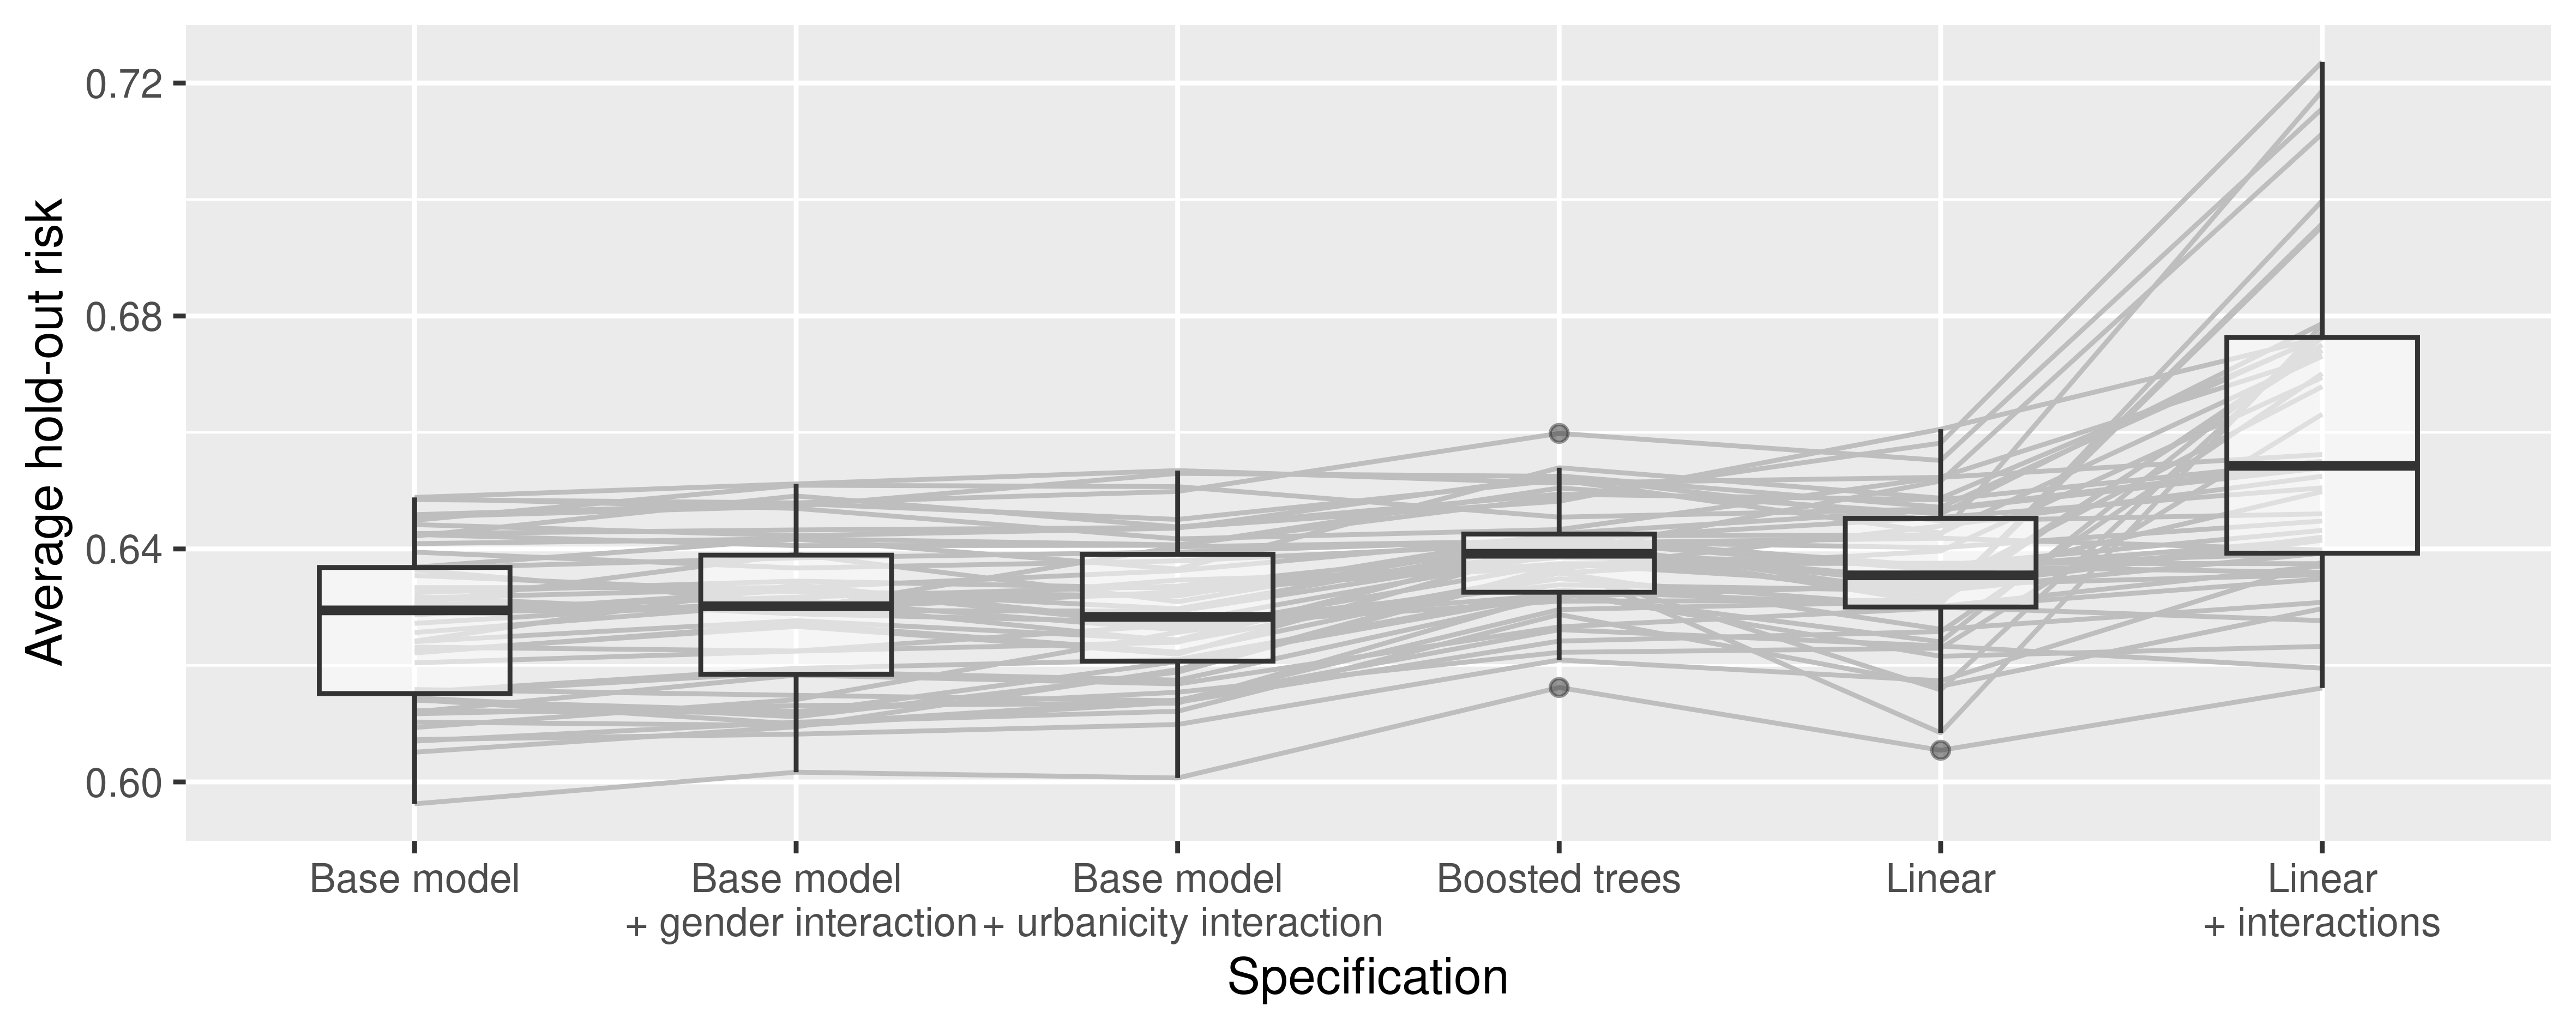 Average hold-out risk
0.72
0.68
0.64
0.60
Base model
Base model
+ gender interaction
Base model
+ urbanicity interaction
Boosted trees
Linear
Linear
+ interactions
Specification